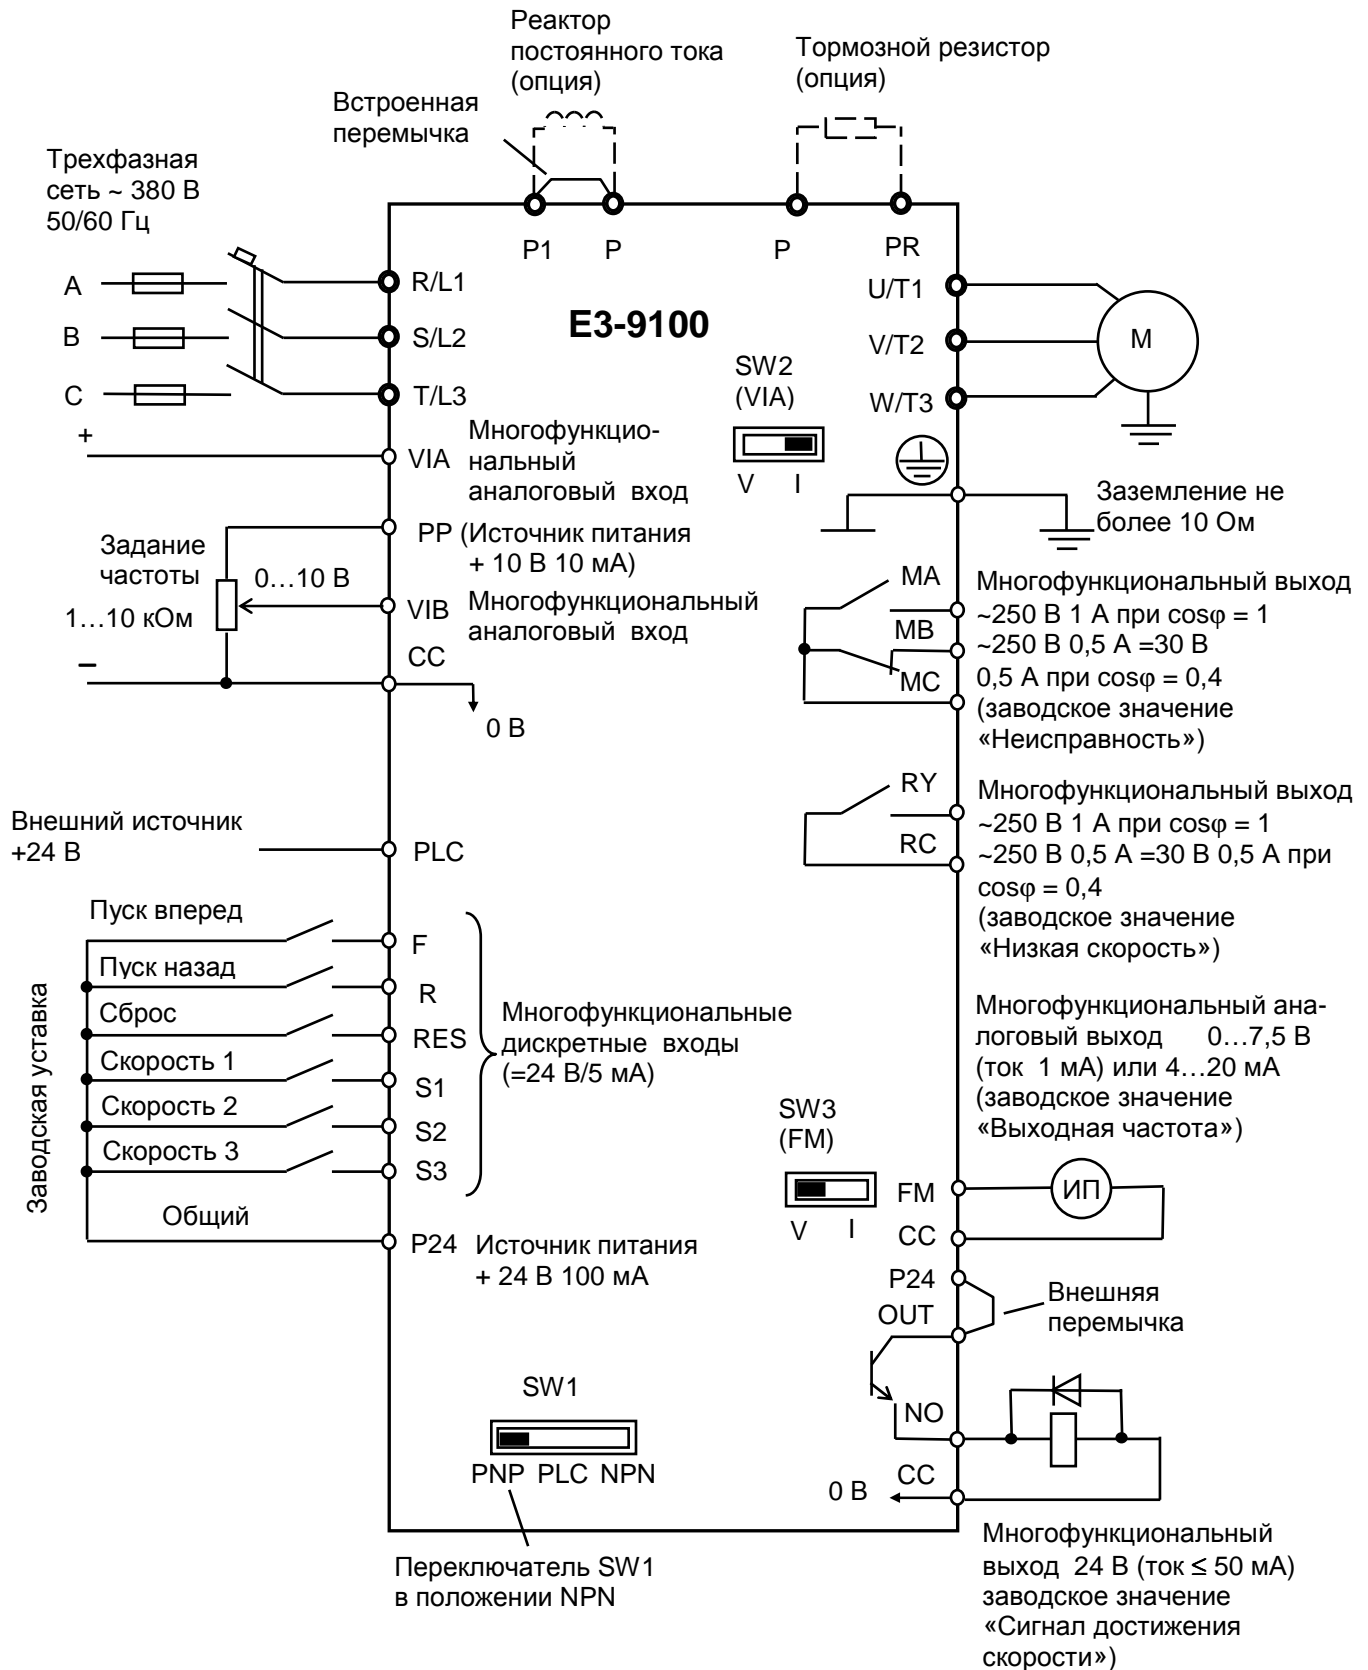 Реактор
постоянного тока
(опция)
Тормозной резистор
(опция)
Встроенная
перемычка
Трехфазная
сеть ~ 380 В
50/60 Гц
P1
P
P
PR
A
R/L1
U/T1
E3-9100
B
S/L2
V/T2
M
SW2
(VIA)
C
T/L3
W/T3
V
I
+
VIA
Многофункцио-
нальный
аналоговый вход
Заземление не
более 10 Ом
PP (Источник питания
+ 10 В 10 мА)
Задание
частоты
0…10 В
1…10 кОм
VIB
Многофункциональный
аналоговый вход
–
CC
0 В
MA
MB
MC
Многофункциональный выход
~250 В 1 А при cosφ = 1
~250 В 0,5 А =30 В
0,5 А при cosφ = 0,4
(заводское значение
«Неисправность»)
RY
RC
Многофункциональный выход
~250 В 1 А при cosφ = 1
~250 В 0,5 А =30 В 0,5 А при
cosφ = 0,4
(заводское значение
«Низкая скорость»)
Внешний источник
+24 В
PLC
Заводская уставка
Пуск вперед
F
Пуск назад
R
Сброс
RES
Скорость 1
S1
Скорость 2
S2
Скорость 3
S3
Общий
P24
Многофункциональные
дискретные входы
(=24 В/5 мА)
Источник питания
+ 24 В 100 мА
Многофункциональный ана-
логовый выход 0…7,5 В
(ток 1 мА) или 4…20 мА
(заводское значение
«Выходная частота»)
SW3
(FM)
V
I
FM
ИП
CC
P24
OUT
Внешняя
перемычка
SW1
PNP PLC NPN
NO
CC
0 В
Переключатель SW1
в положении NPN
Многофункциональный
выход 24 В (ток ≤ 50 мА)
заводское значение
«Сигнал достижения
скорости»)